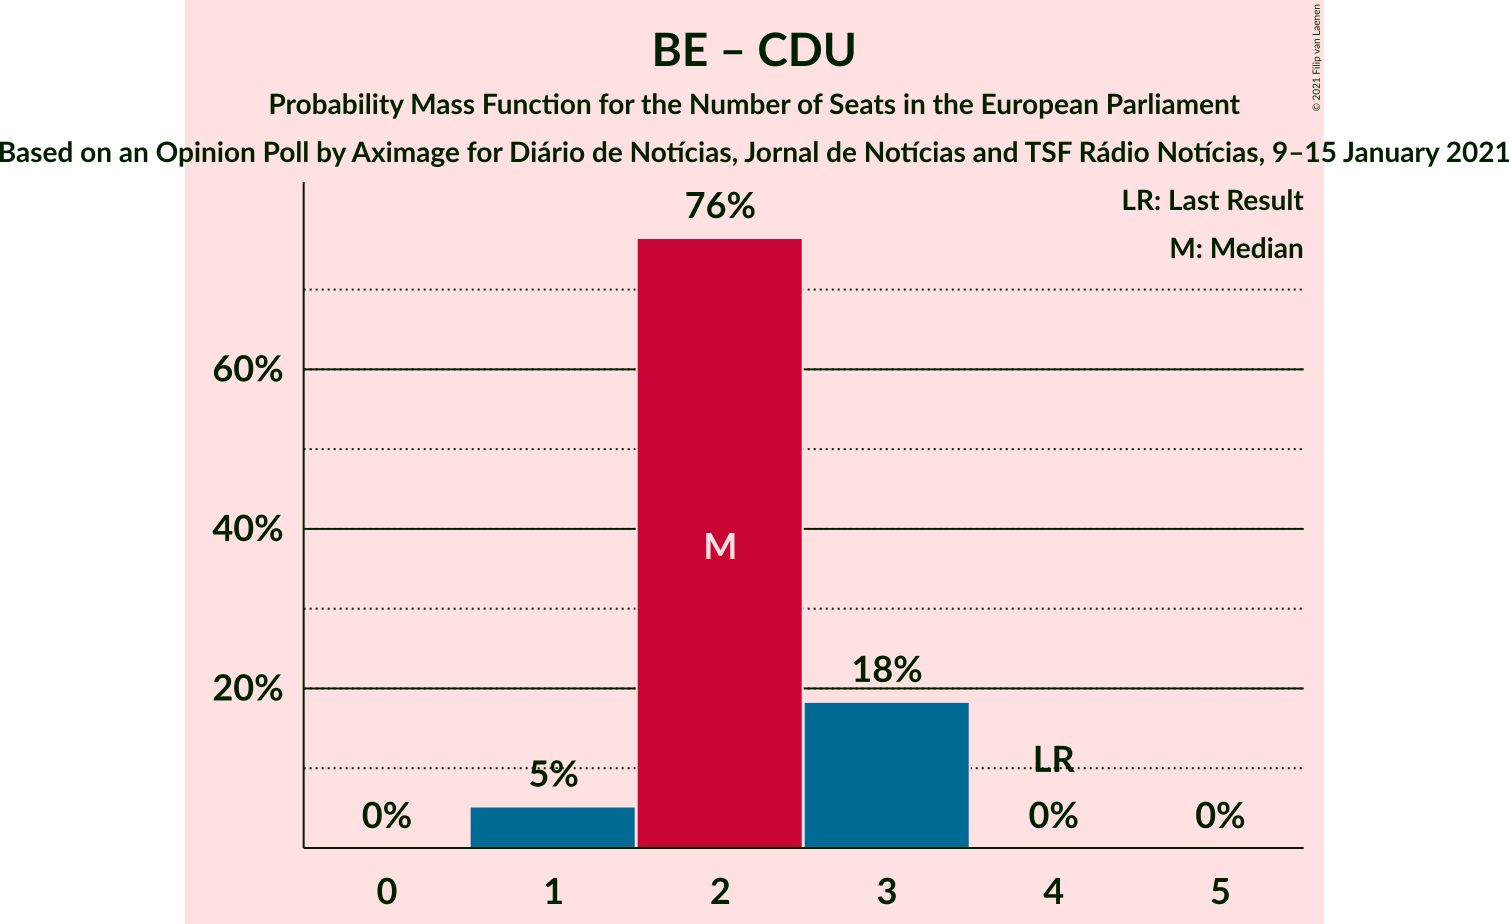 BE – CDU
Probability Mass Function for the Number of Seats in the European Parliament
Based on an Opinion Poll by Aximage for Diário de Notícias, Jornal de Notícias and TSF Rádio Notícias, 9–15 January 2021
© 2021 Filip van Laenen
LR: Last Result
M: Median
76%
60%
40%
M
18%
20%
LR
5%
0%
0%
0%
0 1 2 3 4 5